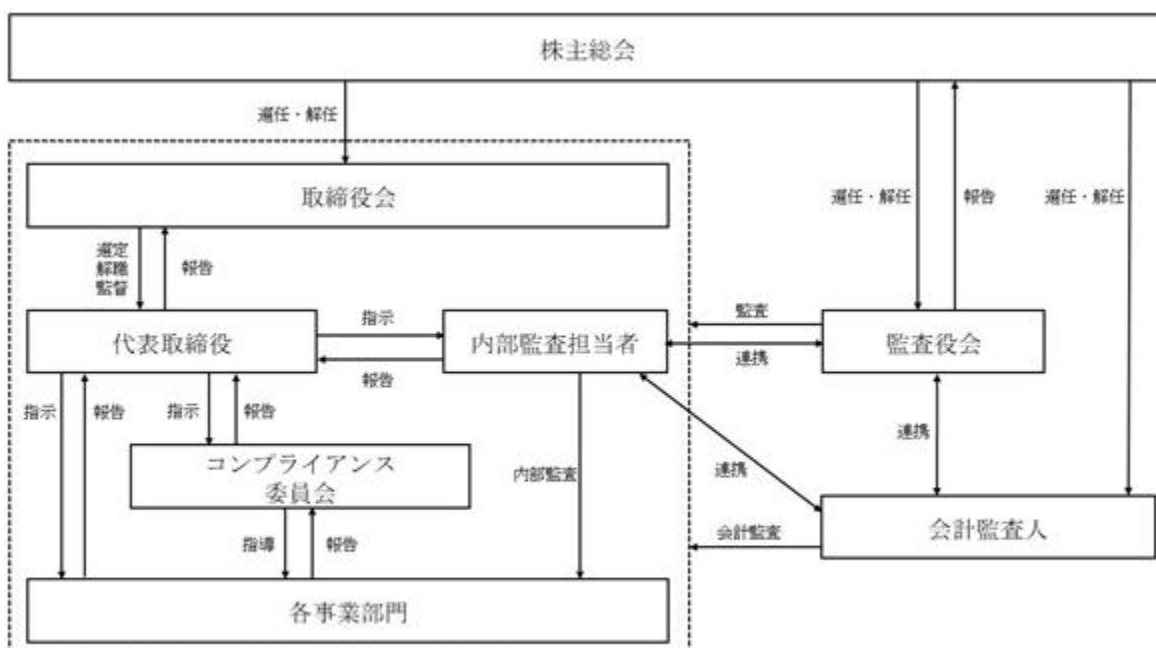 株主総会
選任・解任
選任・解任
報告
選任・解任
取締役会
選定
解職
監督
報告
代表取締役
指示
報告
内部監査担当者
監査
連携
監査役会
指示
報告
指示
報告
コンプライアンス
委員会
内部監査
連携
連携
会計監査
会計監査人
指導
報告
各事業部門